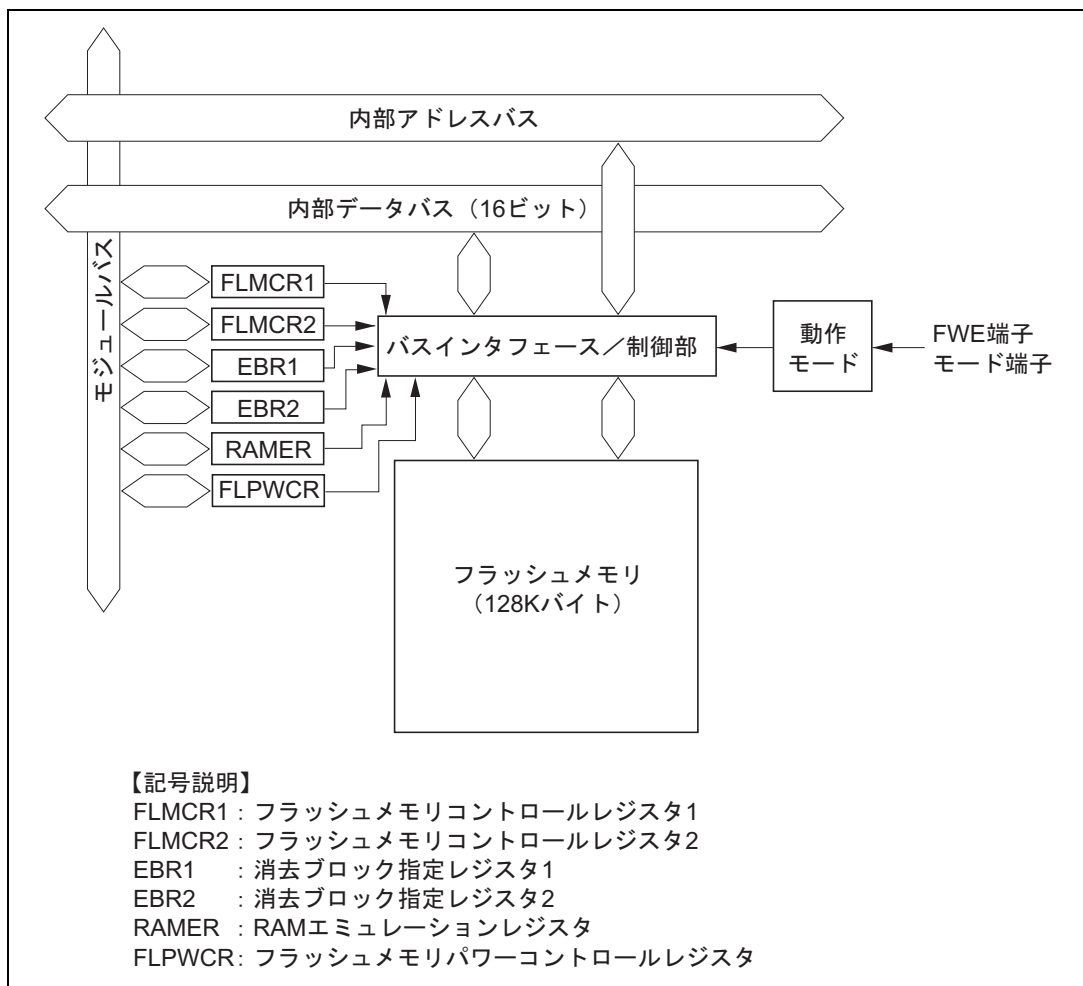 内部アドレスバス
内部データバス（16ビット）
モジュールバス
FLMCR1
FLMCR2
EBR1
EBR2
RAMER
FLPWCR
バスインタフェース／制御部
動作
モード
FWE端子
モード端子
フラッシュメモリ
（128Kバイト）
【記号説明】
FLMCR1：フラッシュメモリコントロールレジスタ1
FLMCR2：フラッシュメモリコントロールレジスタ2
EBR1　：消去ブロック指定レジスタ1
EBR2　：消去ブロック指定レジスタ2
RAMER　：RAMエミュレーションレジスタ
FLPWCR：フラッシュメモリパワーコントロールレジスタ